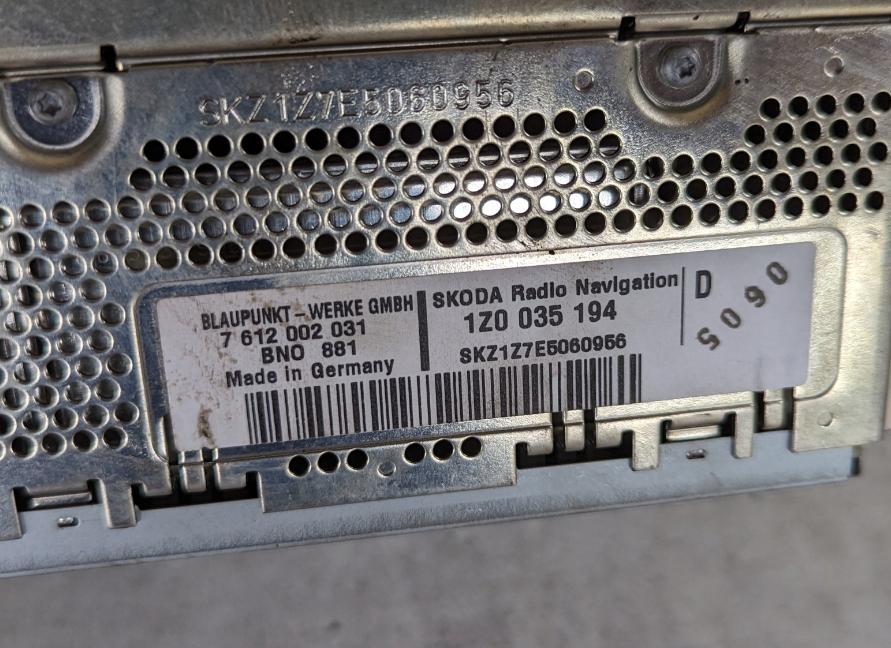 SKZ1Z7E5060956
BLAUPUNKT-WERKE GMBH
7 612 002 031
BNO 881
Made in Germany
SKODA Radio Navigation
1Z0 035 194
SKZ1Z7E5060956
D
5090